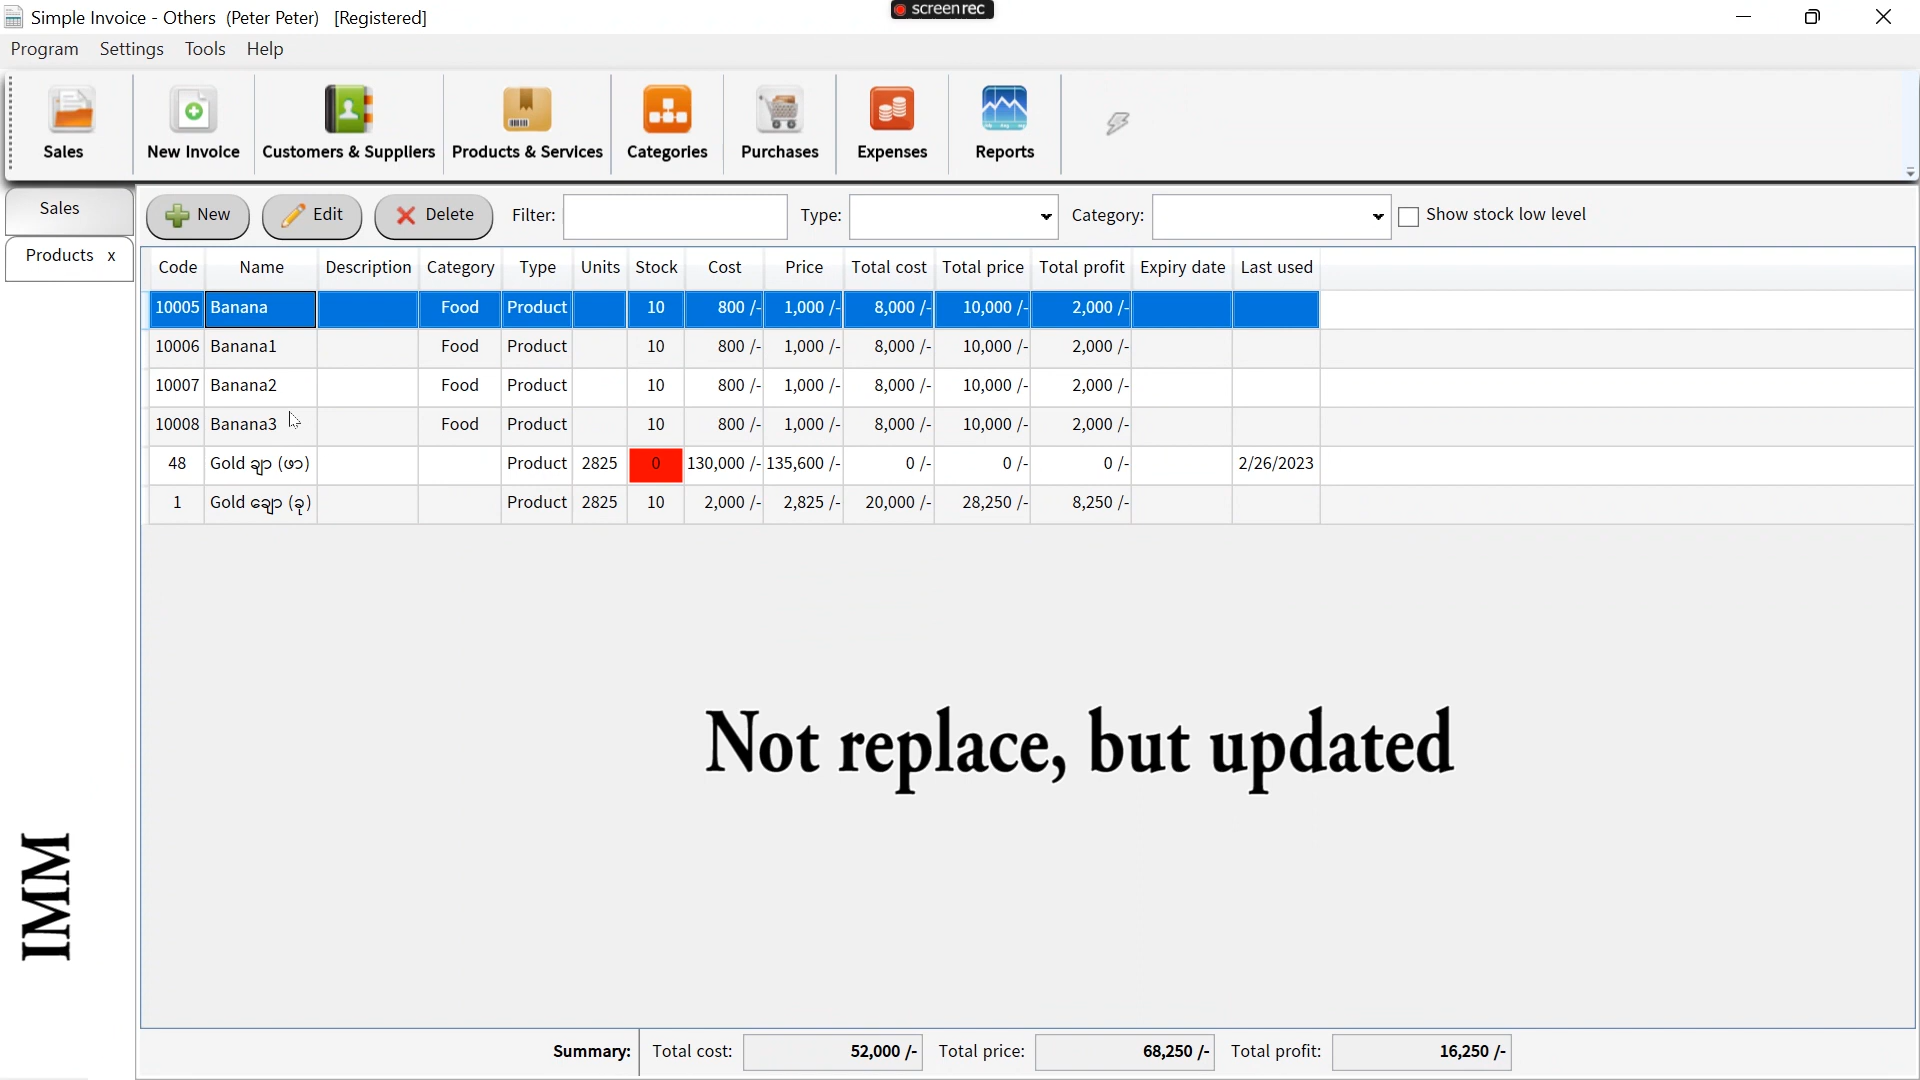 Simple Invoice - Others (Peter Peter) [Registered]
screenrec
Program Settings Tools Help
Sales New Invoice Customers & Suppliers Products & Services Categories Purchases Expenses Reports
Sales
Products x
New Edit Delete Filter: Type: Category: Show stock low level
Code Name Description Category Type Units Stock Cost Price Total cost Total price Total profit Expiry date Last used
10005 Banana Food Product 10 800 /- 1,000 /- 8,000 /- 10,000 /- 2,000 /-
10006 Banana1 Food Product 10 800 /- 1,000 /- 8,000 /- 10,000 /- 2,000 /-
10007 Banana2 Food Product 10 800 /- 1,000 /- 8,000 /- 10,000 /- 2,000 /-
10008 Banana3 Food Product 10 800 /- 1,000 /- 8,000 /- 10,000 /- 2,000 /-
48 Gold ချာ (ဖာ) Product 2825 0 130,000 /- 135,600 /- 0 /- 0 /- 0 /- 2/26/2023
1 Gold ချော (ခု) Product 2825 10 2,000 /- 2,825 /- 20,000 /- 28,250 /- 8,250 /-
Not replace, but updated
IMM
Summary: Total cost: 52,000 /- Total price: 68,250 /- Total profit: 16,250 /-